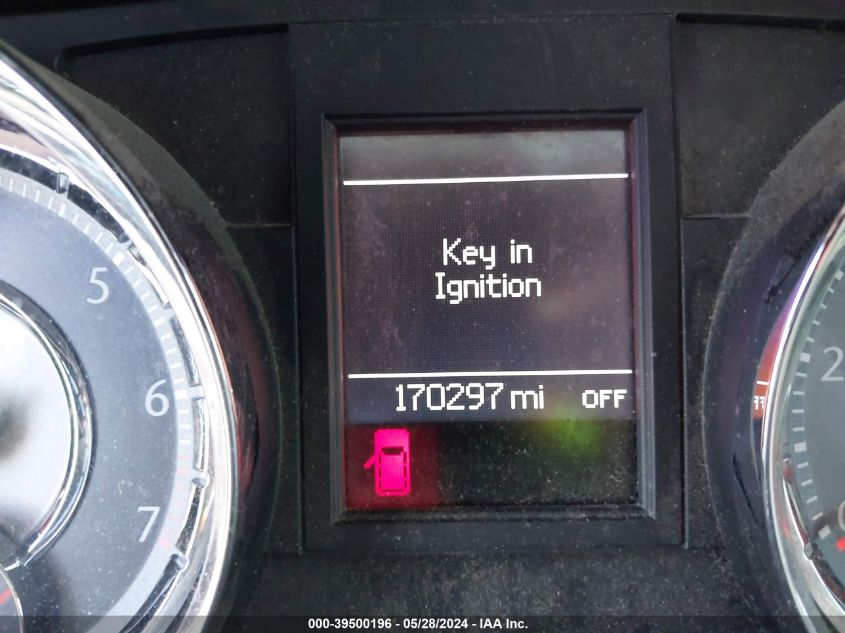 Key in
Ignition
170297 mi OFF
5
6
7
2
000-39500196 - 05/28/2024 - IAA Inc.